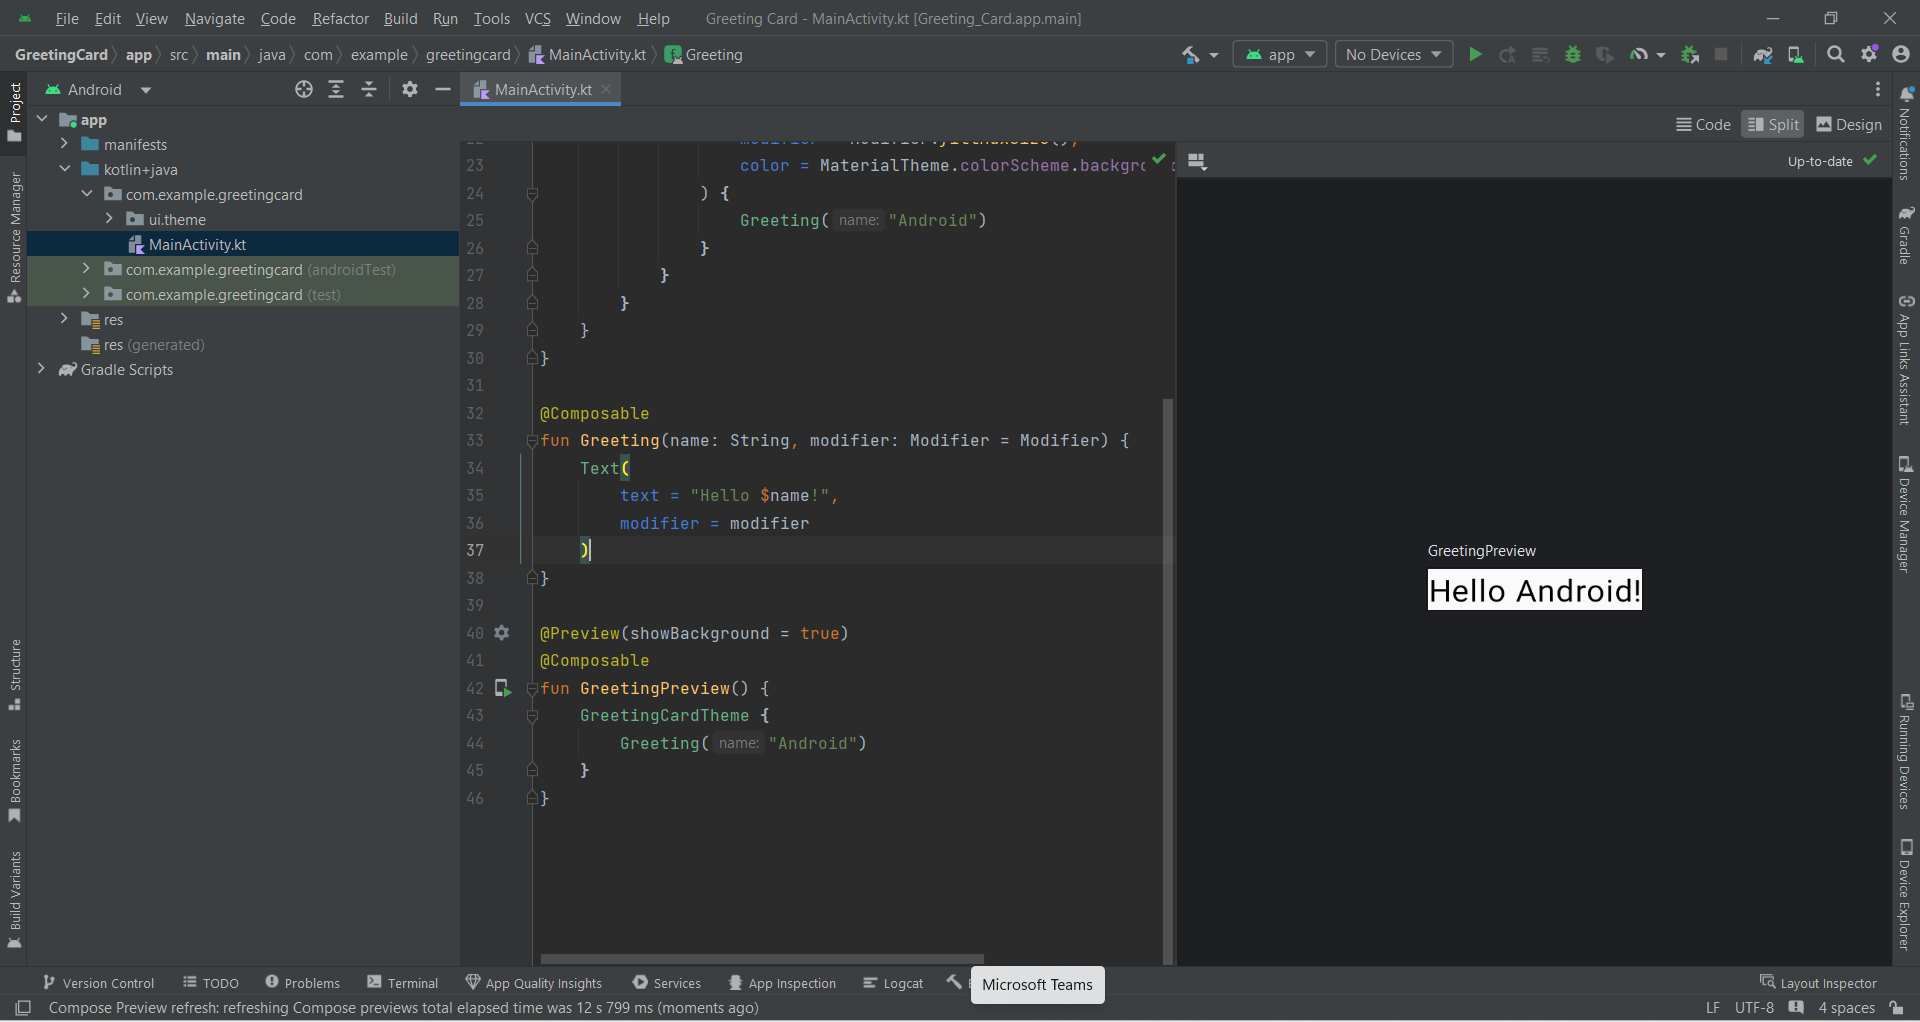 File Edit View Navigate Code Refactor Build Run Tools VCS Window Help Greeting Card - MainActivity.kt [Greeting_Card.app.main]
GreetingCard app src main java com example greetingcard MainActivity.kt Greeting
app No Devices
Project
Android
MainActivity.kt
Code Split Design
Up-to-date
app
manifests
kotlin+java
com.example.greetingcard
ui.theme
MainActivity.kt
com.example.greetingcard (androidTest)
com.example.greetingcard (test)
res
res (generated)
Gradle Scripts
Resource Manager
Structure
Bookmarks
Build Variants
23 color = MaterialTheme.colorScheme.backgr
24 ) {
25 Greeting( name: "Android")
26 }
27 }
28 }
29 }
30 }
31
32 @Composable
33 fun Greeting(name: String, modifier: Modifier = Modifier) {
34 Text(
35 text = "Hello $name!",
36 modifier = modifier
37 )
38 }
39
40 @Preview(showBackground = true)
41 @Composable
42 fun GreetingPreview() {
43 GreetingCardTheme {
44 Greeting( name: "Android")
45 }
46 }
GreetingPreview
Hello Android!
Notifications
Gradle
App Links Assistant
Device Manager
Running Devices
Device Explorer
Version Control TODO Problems Terminal App Quality Insights Services App Inspection Logcat
Microsoft Teams
Layout Inspector
Compose Preview refresh: refreshing Compose previews total elapsed time was 12 s 799 ms (moments ago)
LF UTF-8 4 spaces